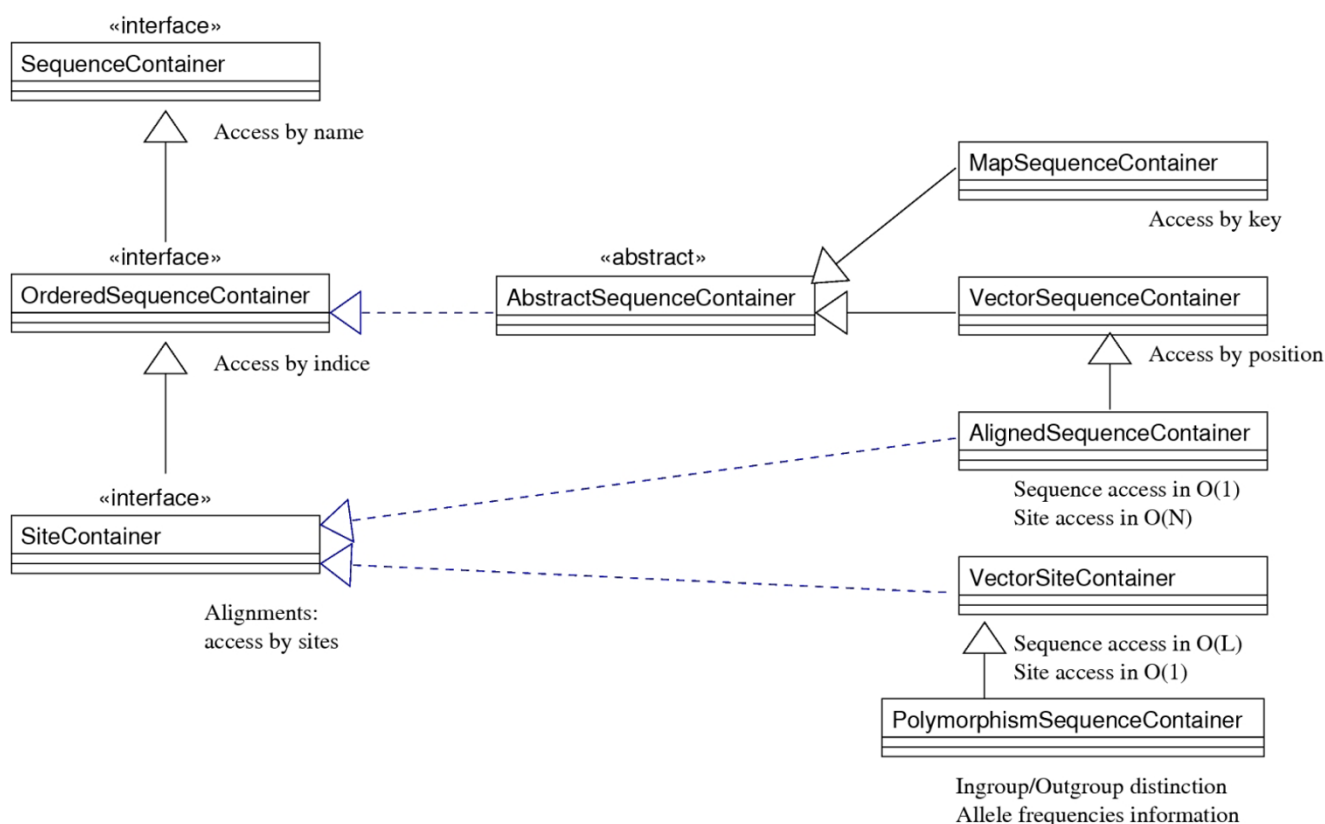 «interface»
SequenceContainer
Access by name
«interface»
OrderedSequenceContainer
Access by indice
«interface»
SiteContainer
Alignments:
access by sites
«abstract»
AbstractSequenceContainer
MapSequenceContainer
Access by key
VectorSequenceContainer
Access by position
AlignedSequenceContainer
Sequence access in O(1)
Site access in O(N)
VectorSiteContainer
Sequence access in O(L)
Site access in O(1)
PolymorphismSequenceContainer
Ingroup/Outgroup distinction
Allele frequencies information